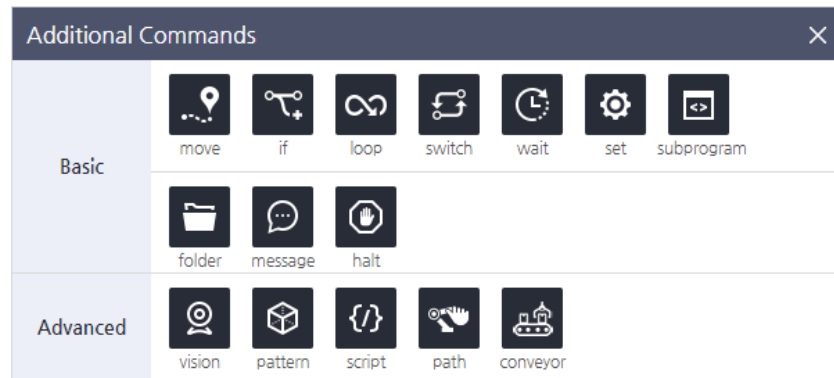 Additional Commands
Basic
move if loop switch wait set subprogram
folder message halt
Advanced
vision pattern script path conveyor